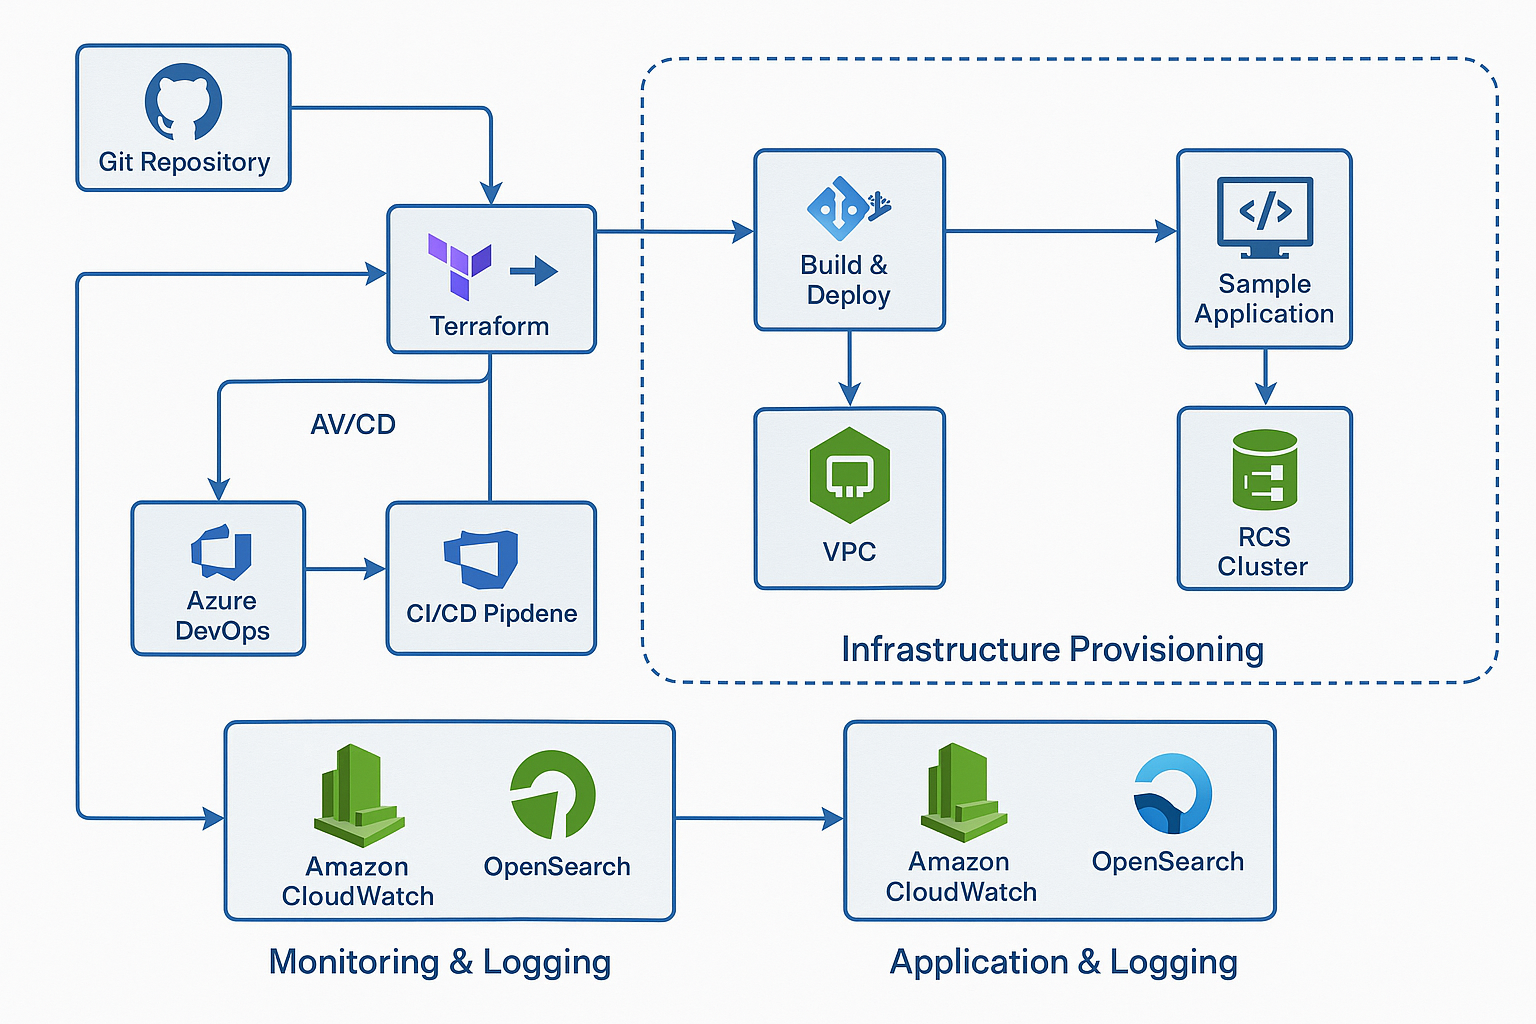 Git Repository
Terraform
AV/CD
Azure
DevOps
CI/CD Pipdene
Build &
Deploy
Sample
Application
</>
VPC
RCS
Cluster
Infrastructure Provisioning
Amazon
CloudWatch
OpenSearch
Monitoring & Logging
Amazon
CloudWatch
OpenSearch
Application & Logging